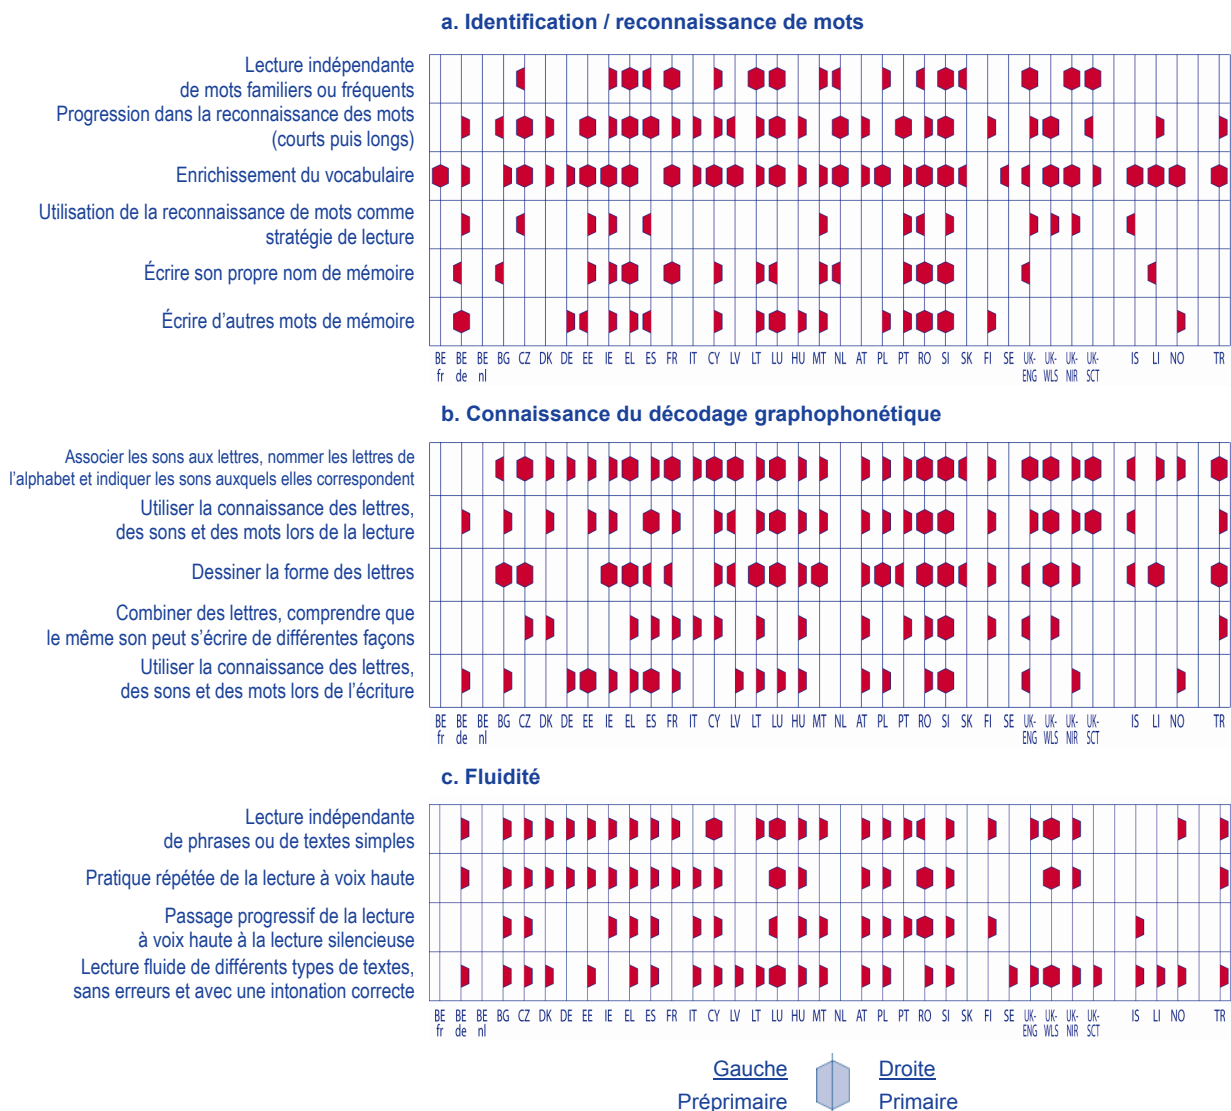 a. Identification / reconnaissance de mots
Lecture indépendante
de mots familiers ou fréquents
Progression dans la reconnaissance des mots
(courts puis longs)
Enrichissement du vocabulaire
Utilisation de la reconnaissance de mots comme
stratégie de lecture
Écrire son propre nom de mémoire
Écrire d'autres mots de mémoire
BE BE BE BG CZ DK DE EE IE EL ES FR IT CY LV LT LU HU MT NL AT PL PT RO SI SK FI SE UK- UK- UK- UK- IS LI NO TR
fr de nl ENG WLS NIR SCT
b. Connaissance du décodage graphophonétique
Associer les sons aux lettres, nommer les lettres de
l'alphabet et indiquer les sons auxquels elles correspondent
Utiliser la connaissance des lettres,
des sons et des mots lors de la lecture
Dessiner la forme des lettres
Combiner des lettres, comprendre que
le même son peut s'écrire de différentes façons
Utiliser la connaissance des lettres,
des sons et des mots lors de l'écriture
BE BE BE BG CZ DK DE EE IE EL ES FR IT CY LV LT LU HU MT NL AT PL PT RO SI SK FI SE UK- UK- UK- UK- IS LI NO TR
fr de nl ENG WLS NIR SCT
c. Fluidité
Lecture indépendante
de phrases ou de textes simples
Pratique répétée de la lecture à voix haute
Passage progressif de la lecture
à voix haute à la lecture silencieuse
Lecture fluide de différents types de textes,
sans erreurs et avec une intonation correcte
BE BE BE BG CZ DK DE EE IE EL ES FR IT CY LV LT LU HU MT NL AT PL PT RO SI SK FI SE UK- UK- UK- UK- IS LI NO TR
fr de nl ENG WLS NIR SCT
Gauche Droite
Préprimaire Primaire